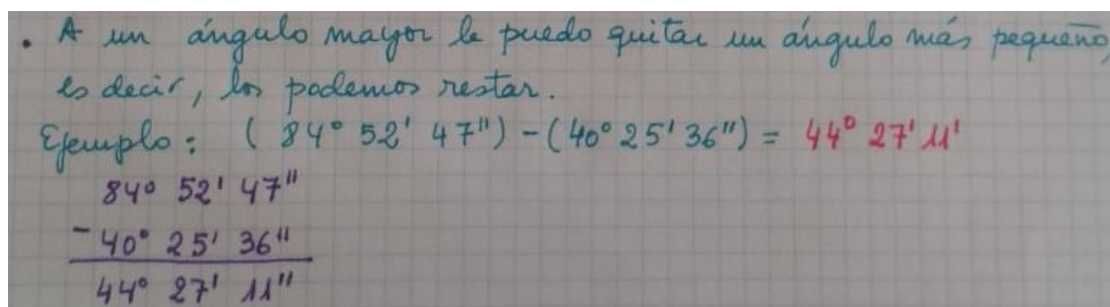 • A un ángulo mayor le puedo quitar un ángulo más pequeño,
es decir, los podemos restar.
Ejemplo: (84° 52' 47") - (40° 25' 36") = 44° 27' 11'
84° 52' 47"
- 40° 25' 36"
44° 27' 11"